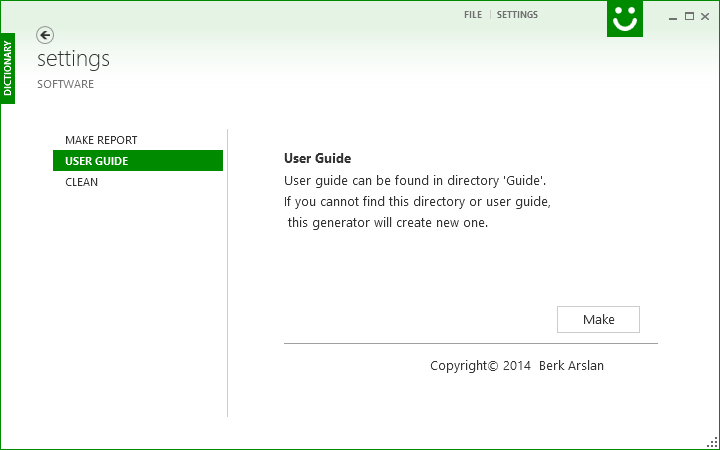 FILE | SETTINGS
DICTIONARY
settings
SOFTWARE
MAKE REPORT
USER GUIDE
CLEAN
User Guide
User guide can be found in directory 'Guide'.
If you cannot find this directory or user guide,
this generator will create new one.
Make
Copyright© 2014 Berk Arslan